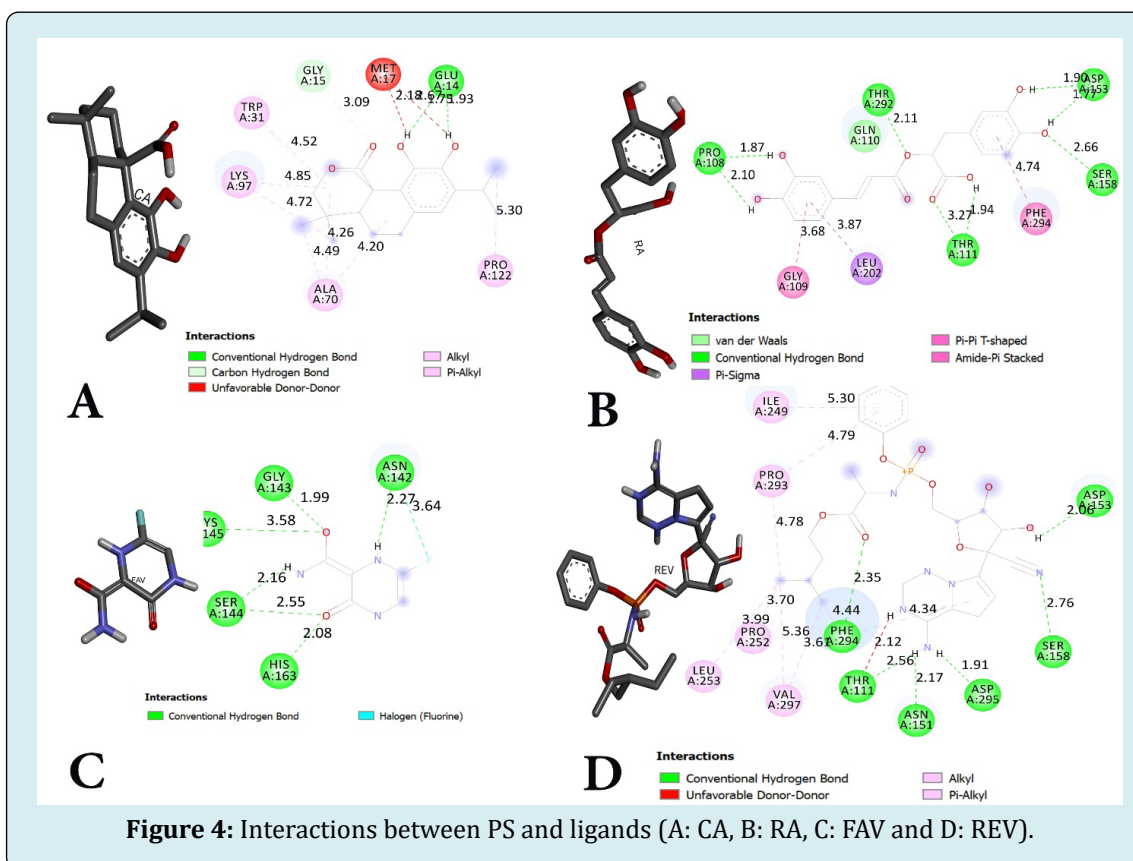 GLY
A:15
MET
A:17
GLU
A:14
2.18
1.75
1.93
3.09
TRP
A:31
4.52
LYS
A:97
4.85
4.72
4.26
4.49
4.20
5.30
ALA
A:70
PRO
A:122
CA
Interactions
Conventional Hydrogen Bond
Carbon Hydrogen Bond
Unfavorable Donor-Donor
Alkyl
Pi-Alkyl
A
THR
A:292
2.11
GLN
A:110
1.90
ASP
A:153
1.77
PRO
A:108
1.87
2.10
H
H
H
H
H
2.66
SER
A:158
4.74
PHE
A:294
3.27
1.94
THR
A:111
3.68
3.87
GLY
A:109
LEU
A:202
RA
Interactions
van der Waals
Conventional Hydrogen Bond
Pi-Sigma
Pi-Pi T-shaped
Amide-Pi Stacked
B
GLY
A:143
ASN
A:142
1.99
2.27
3.64
YS
145
3.58
2.16
H
H
SER
A:144
2.55
2.08
HIS
A:163
FAV
Interactions
Conventional Hydrogen Bond
Halogen (Fluorine)
C
ILE
A:249
5.30
4.79
PRO
A:293
4.78
+P
ASP
A:153
2.06
H
2.35
2.76
SER
A:158
3.70
3.99
PRO
A:252
5.36
3.61
4.44
PHE
A:294
4.34
H
2.12
LEU
A:253
VAL
A:297
THR
A:111
2.56
H
H
2.17
1.91
ASP
A:295
ASN
A:151
REV
Interactions
Conventional Hydrogen Bond
Unfavorable Donor-Donor
Alkyl
Pi-Alkyl
D
Figure 4: Interactions between PS and ligands (A: CA, B: RA, C: FAV and D: REV).